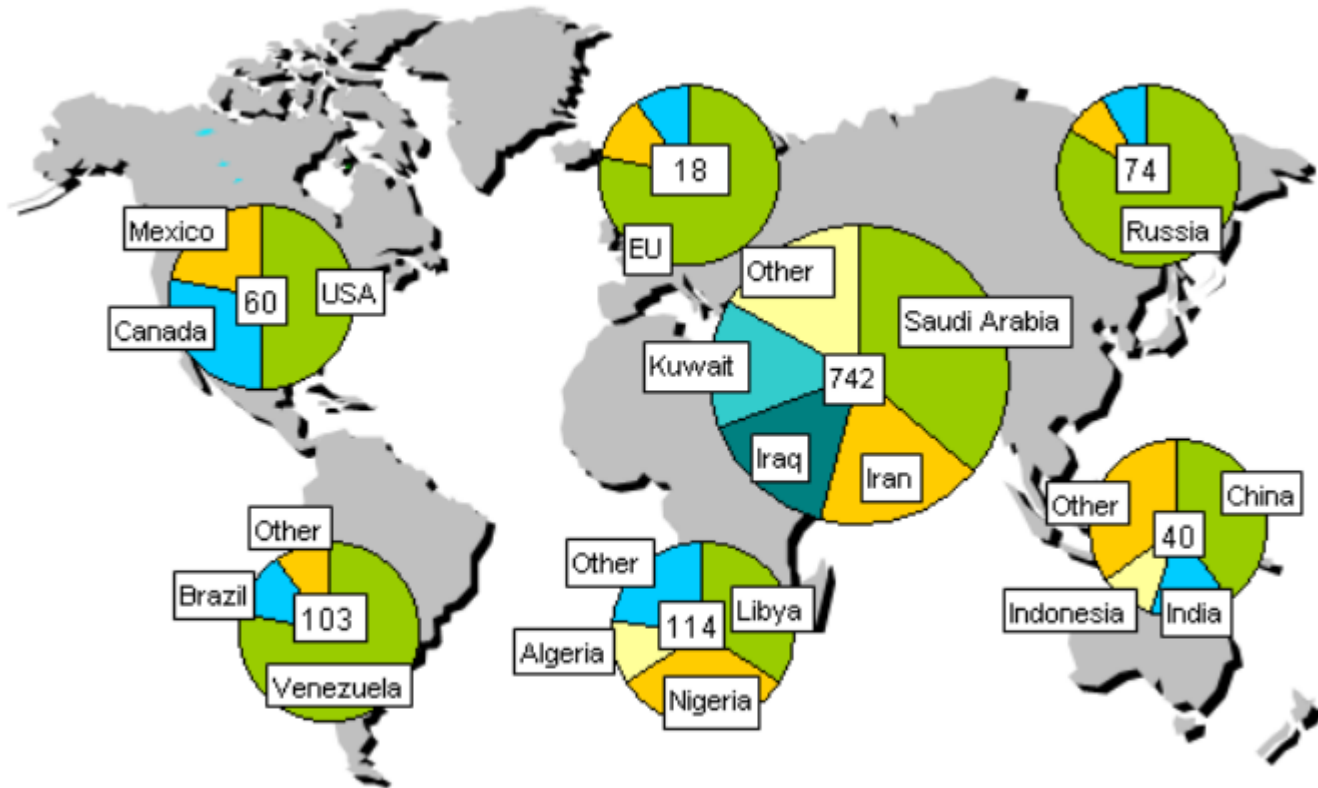 18
74
EU
Russia
Mexico
60
USA
Canada
Other
Saudi Arabia
Kuwait
742
Iraq
Iran
Other
Brazil
103
Venezuela
Other
Libya
114
Algeria
Nigeria
Other
China
40
Indonesia
India